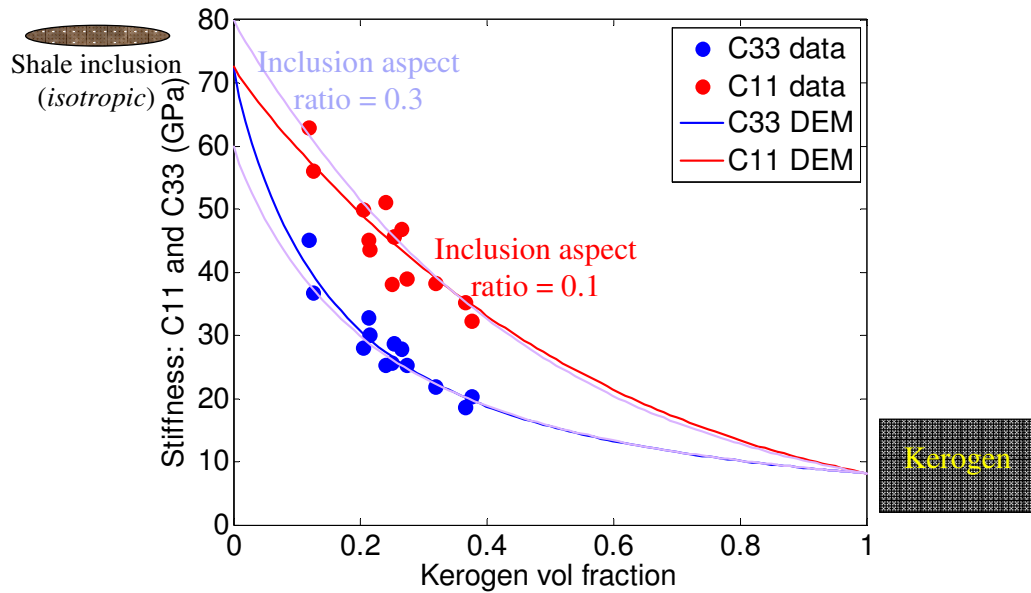 Shale inclusion
(isotropic)
Stiffness: C11 and C33 (GPa)
80
70
60
50
40
30
20
10
0
Inclusion aspect
ratio = 0.3
C33 data
C11 data
C33 DEM
C11 DEM
Inclusion aspect
ratio = 0.1
Kerogen
0
0.2
0.4
0.6
0.8
1
Kerogen vol fraction